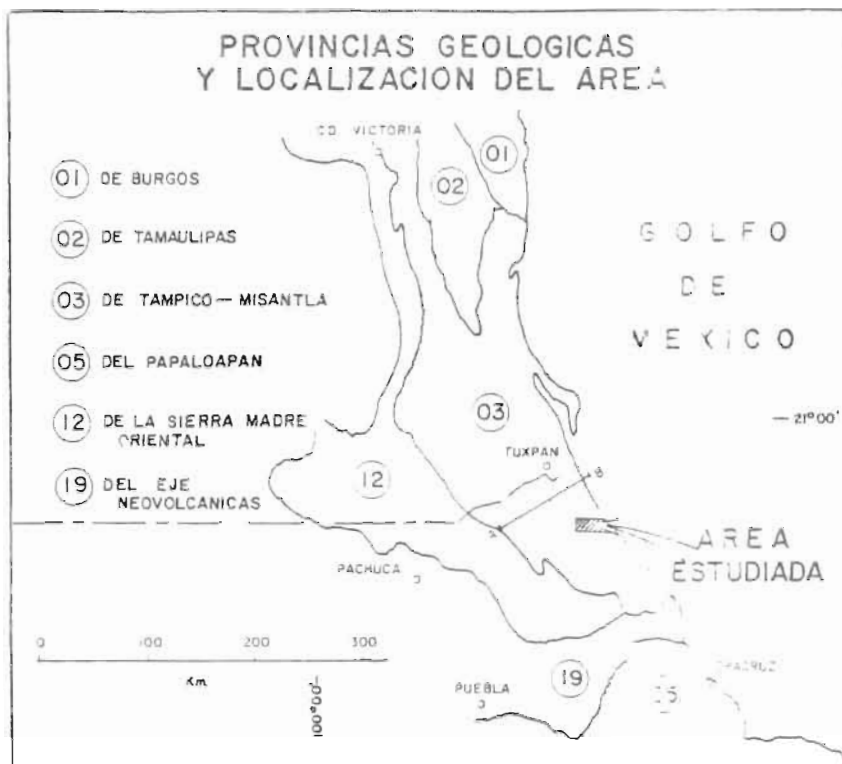 PROVINCIAS GEOLOGICAS
Y LOCALIZACION DEL AREA
CD. VICTORIA
01 DE BURGOS
02 DE TAMAULIPAS
03 DE TAMPICO-MISANTLA
05 DEL PAPALOAPAN
12 DE LA SIERRA MADRE
ORIENTAL
19 DEL EJE
NEOVOLCANICAS
01
02
GOLFO
DE
MEXICO
03
21°00'
TUXPAN
12
B
A
AREA
ESTUDIADA
PACHUCA
0 100 200 300
Km
100°00'
PUEBLA
19
05